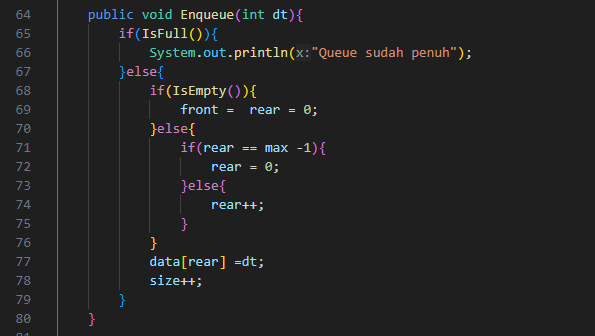 64 public void Enqueue(int dt){
65 if(IsFull()){
66 System.out.println(x:"Queue sudah penuh");
67 }else{
68 if(IsEmpty()){
69 front =  rear = 0;
70 }else{
71 if(rear == max -1){
72 rear = 0;
73 }else{
74 rear++;
75 }
76 }
77 data[rear] =dt;
78 size++;
79 }
80 }